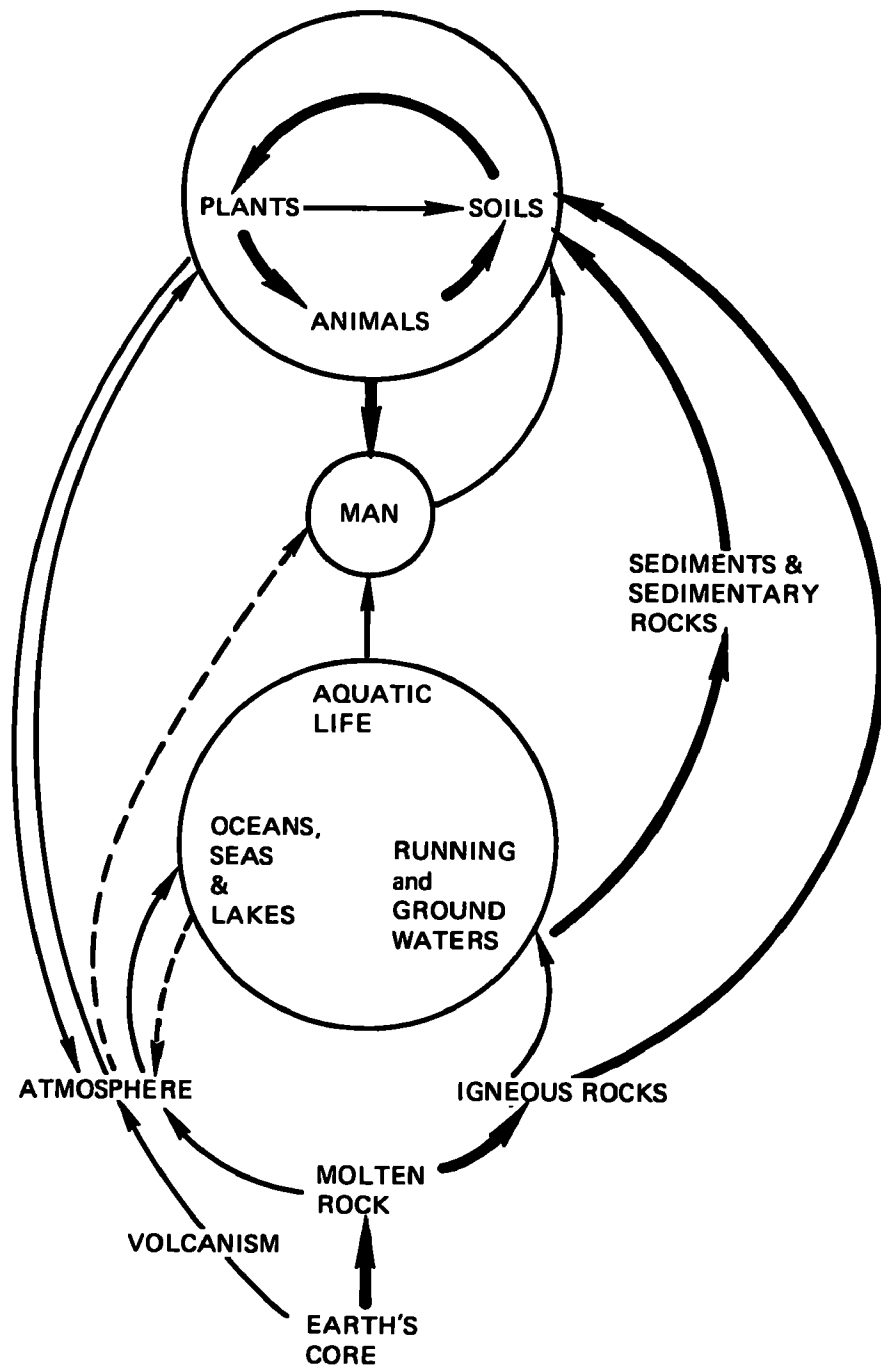 PLANTS
SOILS
ANIMALS
MAN
SEDIMENTS &
SEDIMENTARY
ROCKS
AQUATIC
LIFE
OCEANS,
SEAS
&
LAKES
RUNNING
and
GROUND
WATERS
ATMOSPHERE
IGNEOUS ROCKS
MOLTEN
ROCK
VOLCANISM
EARTH'S
CORE